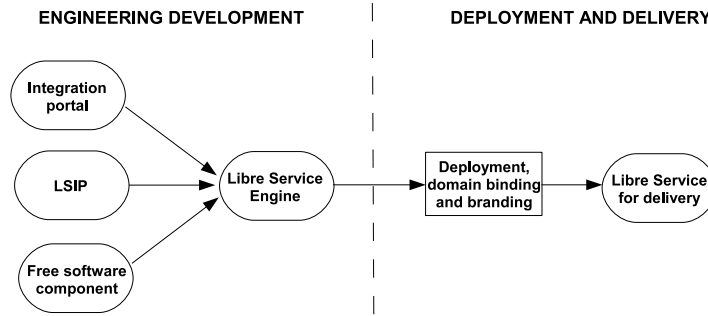 ENGINEERING DEVELOPMENT
DEPLOYMENT AND DELIVERY
Integration
portal
LSIP
Free software
component
Libre Service
Engine
Deployment,
domain binding
and branding
Libre Service
for delivery